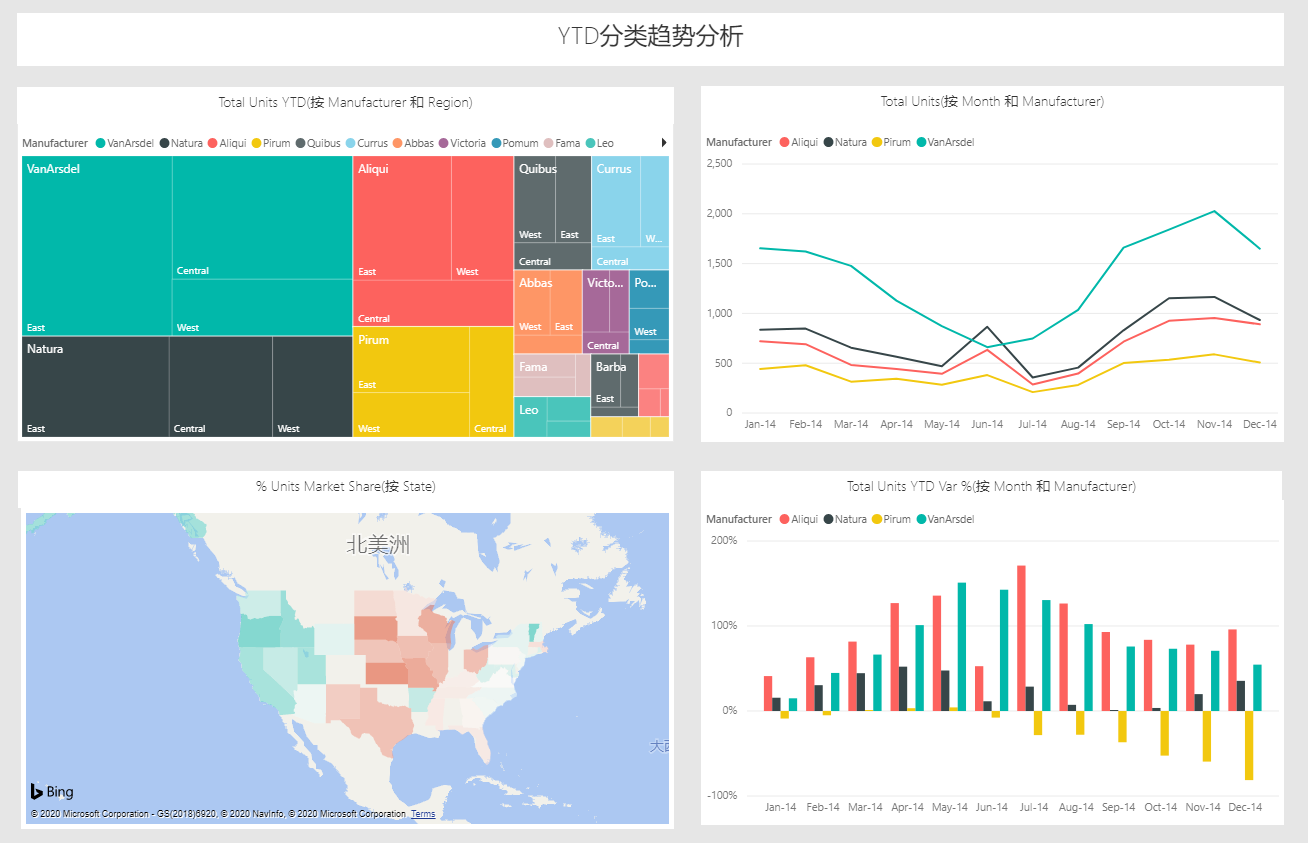 YTD分类趋势分析
Total Units YTD(按 Manufacturer 和 Region)
Manufacturer VanArsdel Natura Aliqui Pirum Quibus Currus Abbas Victoria Pomum Fama Leo
VanArsdel
East
Central
West
Natura
East
Central
West
Aliqui
East
West
Central
Pirum
East
West
Central
Quibus
West
East
Central
Currus
East
W...
Central
Abbas
West
East
Victo...
Central
Po...
West
Fama
Leo
Barba
East
Total Units(按 Month 和 Manufacturer)
Manufacturer Aliqui Natura Pirum VanArsdel
2,500
2,000
1,500
1,000
500
0
Jan-14 Feb-14 Mar-14 Apr-14 May-14 Jun-14 Jul-14 Aug-14 Sep-14 Oct-14 Nov-14 Dec-14
% Units Market Share(按 State)
北美洲
大西
Bing
© 2020 Microsoft Corporation - GS(2018)6920, © 2020 NavInfo, © 2020 Microsoft Corporation Terms
Total Units YTD Var %(按 Month 和 Manufacturer)
Manufacturer Aliqui Natura Pirum VanArsdel
200%
100%
0%
-100%
Jan-14 Feb-14 Mar-14 Apr-14 May-14 Jun-14 Jul-14 Aug-14 Sep-14 Oct-14 Nov-14 Dec-14